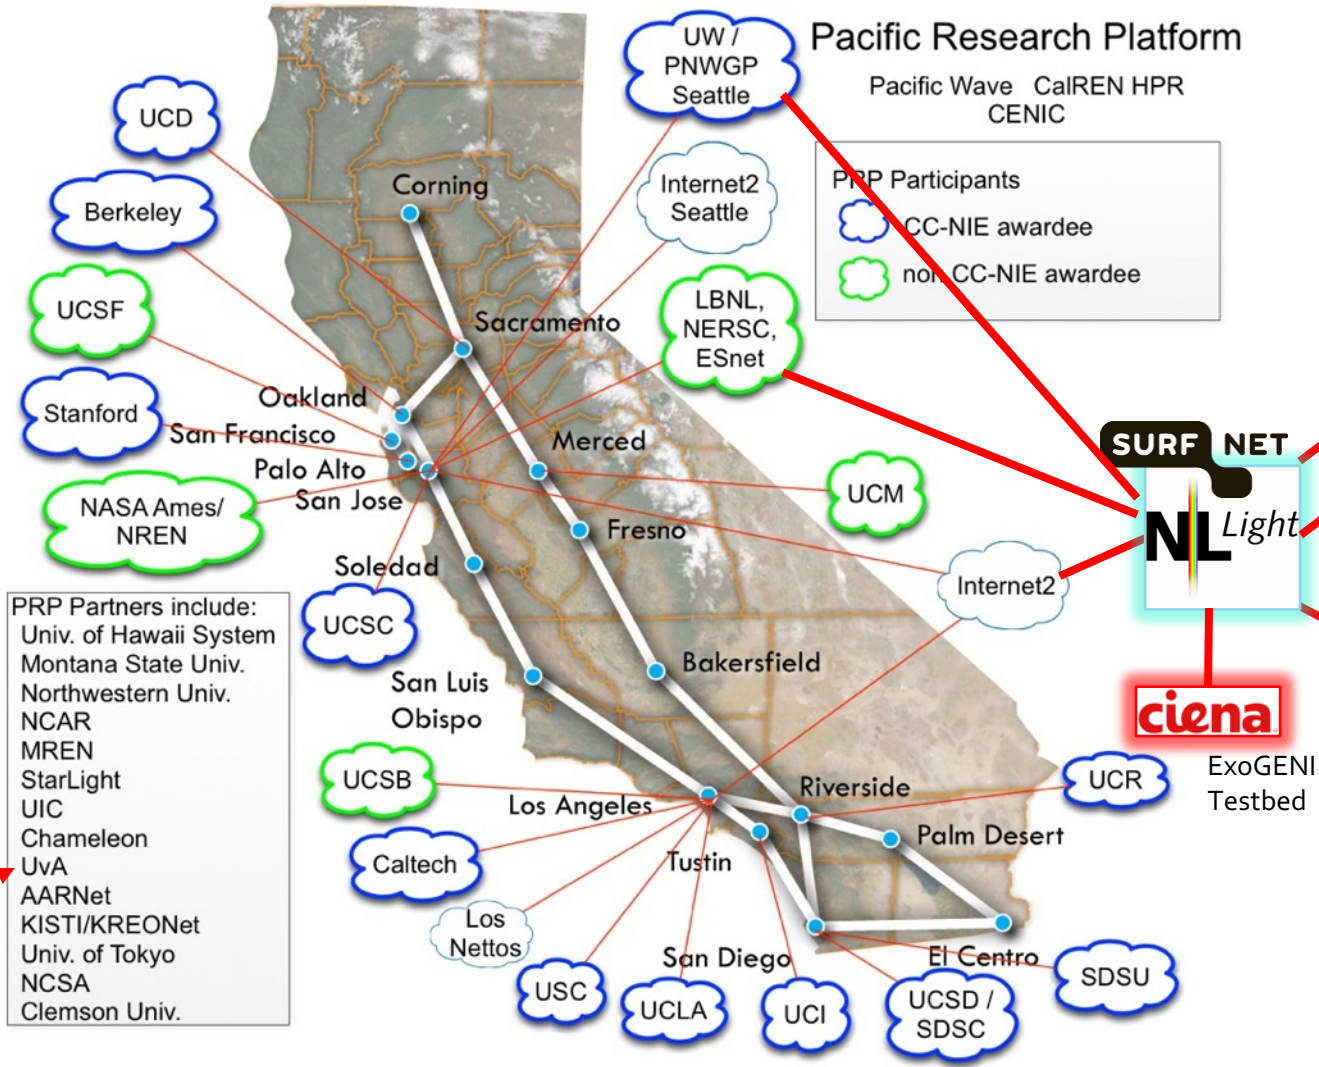 Pacific Research Platform
Pacific Wave CalREN HPR
CENIC
PRP Participants
CC-NIE awardee
non CC-NIE awardee
UW /
PNWGP
Seattle
UCD
Internet2
Seattle
Berkeley
Corning
LBNL,
NERSC,
ESnet
UCSF
Sacramento
Oakland
Stanford
San Francisco
Merced
Palo Alto
San Jose
NASA Ames/
NREN
UCM
Fresno
SURF NET
NL Light
Soledad
Internet2
UCSC
PRP Partners include:
Univ. of Hawaii System
Montana State Univ.
Northwestern Univ.
NCAR
MREN
StarLight
UIC
Chameleon
UvA
AARNet
KISTI/KREONet
Univ. of Tokyo
NCSA
Clemson Univ.
San Luis
Obispo
Bakersfield
ciena
ExoGENI
Testbed
UCSB
Los Angeles
Riverside
UCR
Caltech
Tustin
Palm Desert
Los
Nettos
San Diego
El Centro
USC
UCLA
UCI
UCSD /
SDSC
SDSU